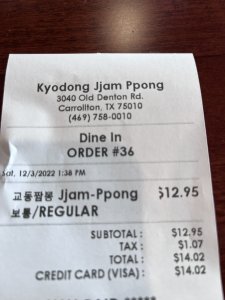 Kyodong Jjam Ppong
3040 Old Denton Rd.
Carrollton, TX 75010
(469) 758-0010
Dine In
ORDER #36
Sat, 12/3/2022 1:38 PM
교동짬뽕 Jjam-Ppong $12.95
보통/REGULAR
SUBTOTAL: $12.95
TAX: $1.07
TOTAL: $14.02
CREDIT CARD (VISA): $14.02